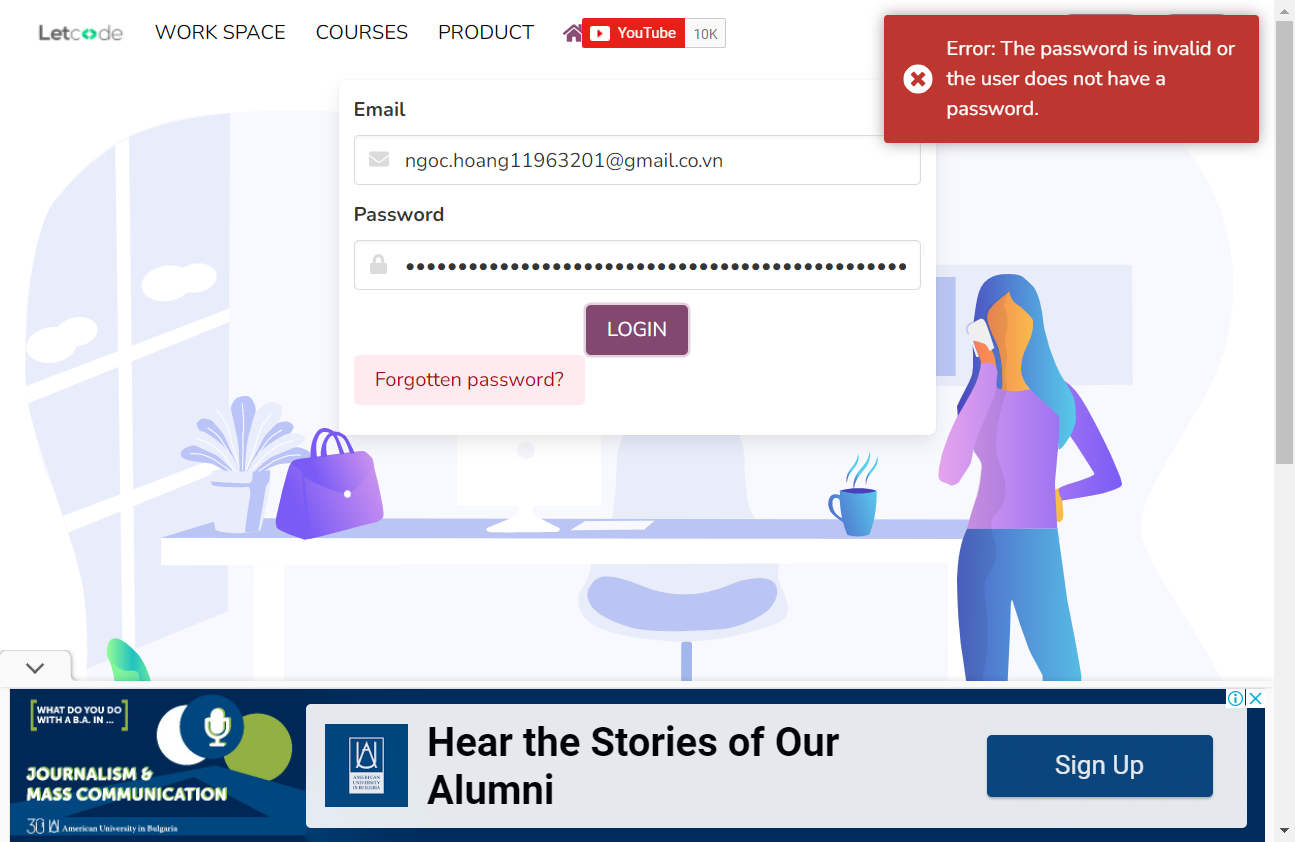 Letcode WORK SPACE COURSES PRODUCT YouTube 10K
Error: The password is invalid or
the user does not have a
password.
Email
ngoc.hoang11963201@gmail.co.vn
Password
LOGIN
Forgotten password?
WHAT DO YOU DO
WITH A B.A. IN ...
JOURNALISM &
MASS COMMUNICATION
30 American University in Bulgaria
AMERICAN
UNIVERSITY
IN BULGARIA
Hear the Stories of Our
Alumni
Sign Up